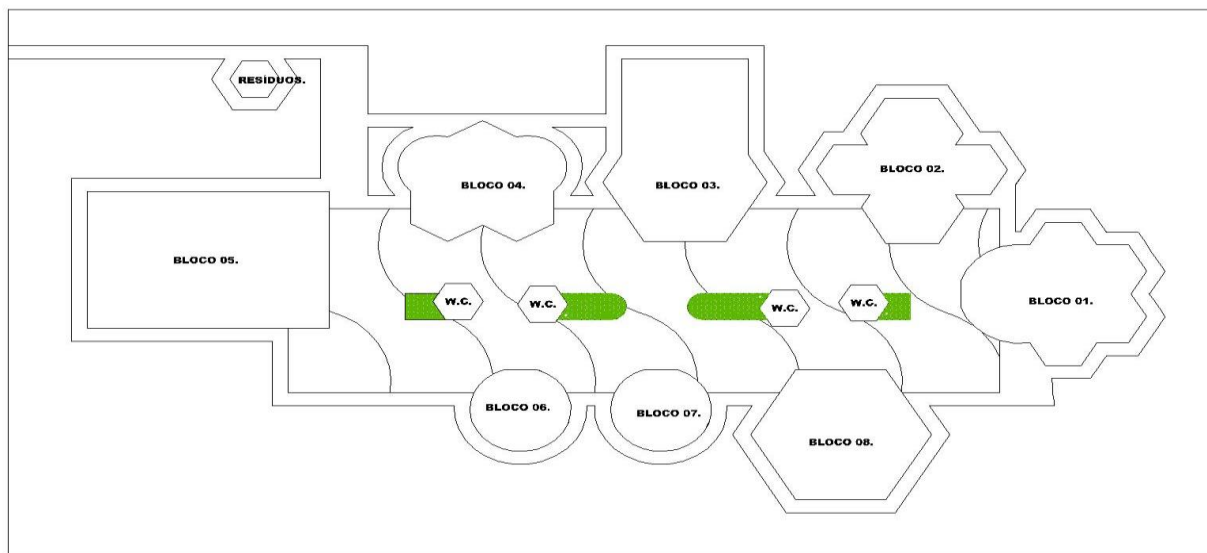 RESÍDUOS.
BLOCO 04.
BLOCO 03.
BLOCO 02.
BLOCO 05.
BLOCO 01.
W.C.
W.C.
W.C.
W.C.
BLOCO 06.
BLOCO 07.
BLOCO 08.